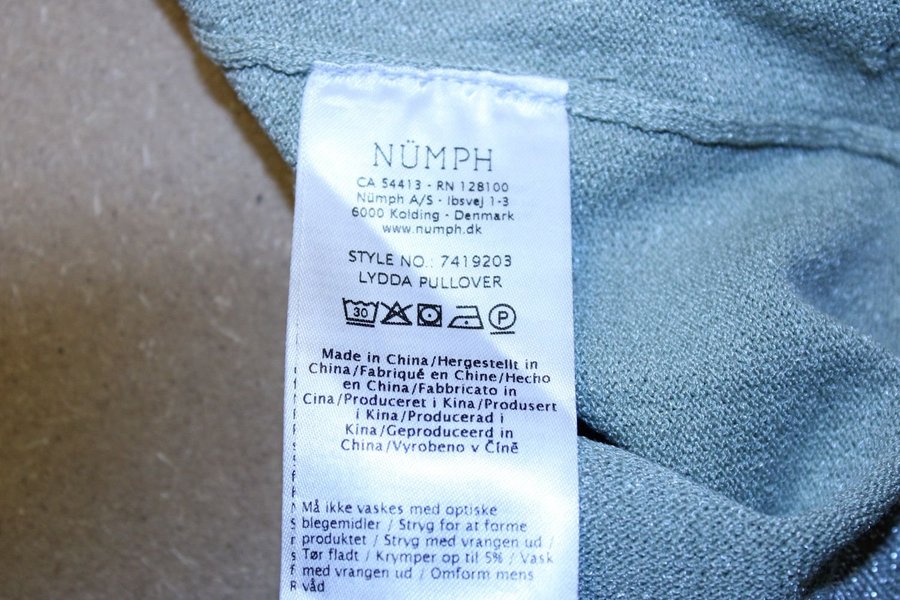 NÜMPH
CA 54413 - RN 128100
Nümph A/S - Ibsvej 1-3
6000 Kolding - Denmark
www.numph.dk
STYLE NO.: 7419203
LYDDA PULLOVER
30 P
Made in China/Hergestellt in
China/Fabriqué en Chine/Hecho
en China/Fabbricato in
Cina/Produceret i Kina/Produsert
i Kina/Producerad i
Kina/Geproduceerd in
China/Vyrobeno v Číně
Må ikke vaskes med optiske
blegemidler / Stryg for at forme
produktet / Stryg med vrangen ud /
Tør fladt / Krymper op til 5% / Vask
med vrangen ud / Omform mens
våd